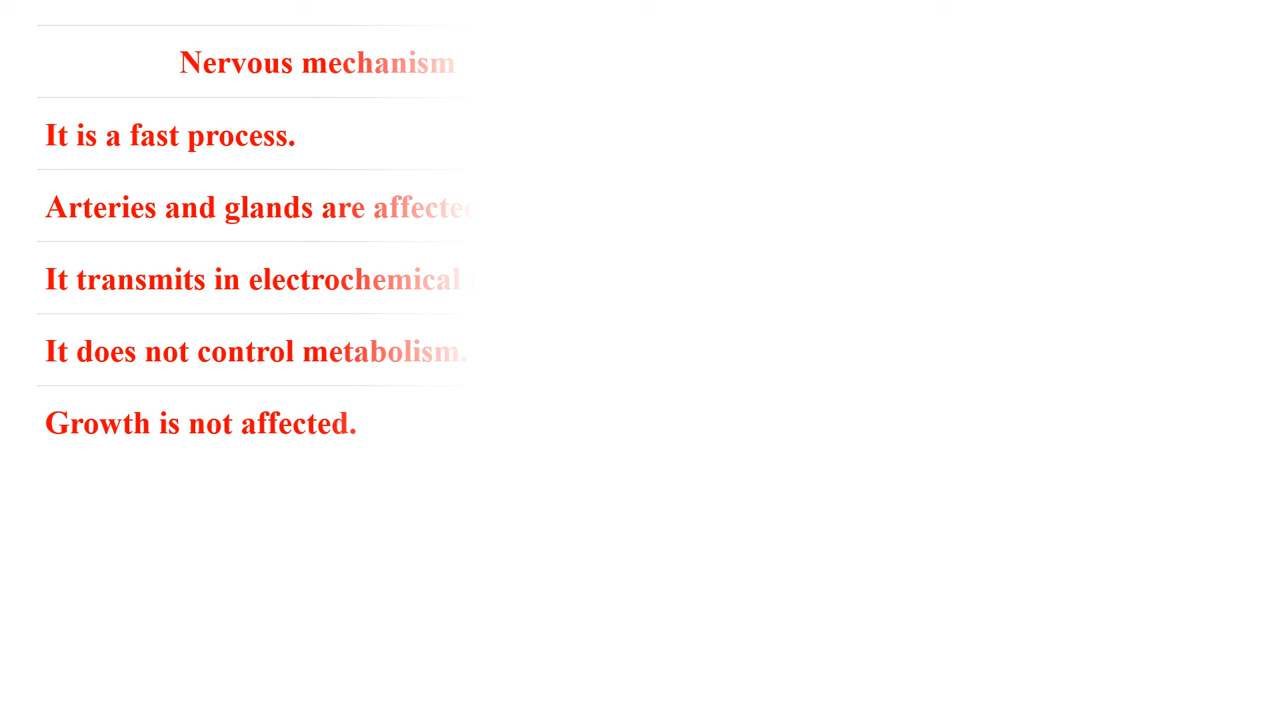 Nervous mechanism
It is a fast process.
Arteries and glands are affected
It transmits in electrochemical
It does not control metabolism.
Growth is not affected.